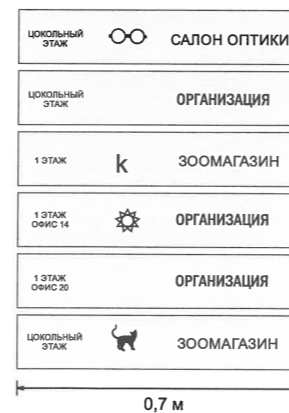 ЦОКОЛЬНЫЙ
ЭТАЖ
САЛОН ОПТИКИ
ЦОКОЛЬНЫЙ
ЭТАЖ
ОРГАНИЗАЦИЯ
1 ЭТАЖ
k
ЗООМАГАЗИН
1 ЭТАЖ
ОФИС 14
ОРГАНИЗАЦИЯ
1 ЭТАЖ
ОФИС 20
ОРГАНИЗАЦИЯ
ЦОКОЛЬНЫЙ
ЭТАЖ
ЗООМАГАЗИН
0,7 м